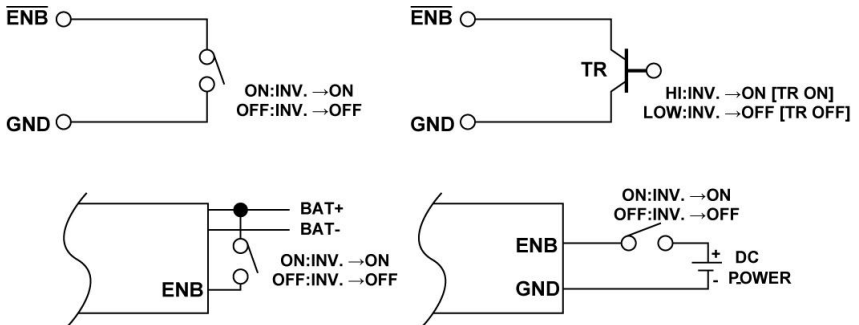 E̅N̅B̅
ON:INV. →ON
OFF:INV. →OFF
GND
E̅N̅B̅
TR
HI:INV. →ON [TR ON]
LOW:INV. →OFF [TR OFF]
GND
BAT+
BAT-
ON:INV. →ON
OFF:INV. →OFF
ENB
ON:INV. →ON
OFF:INV. →OFF
ENB
+ DC
- POWER
GND